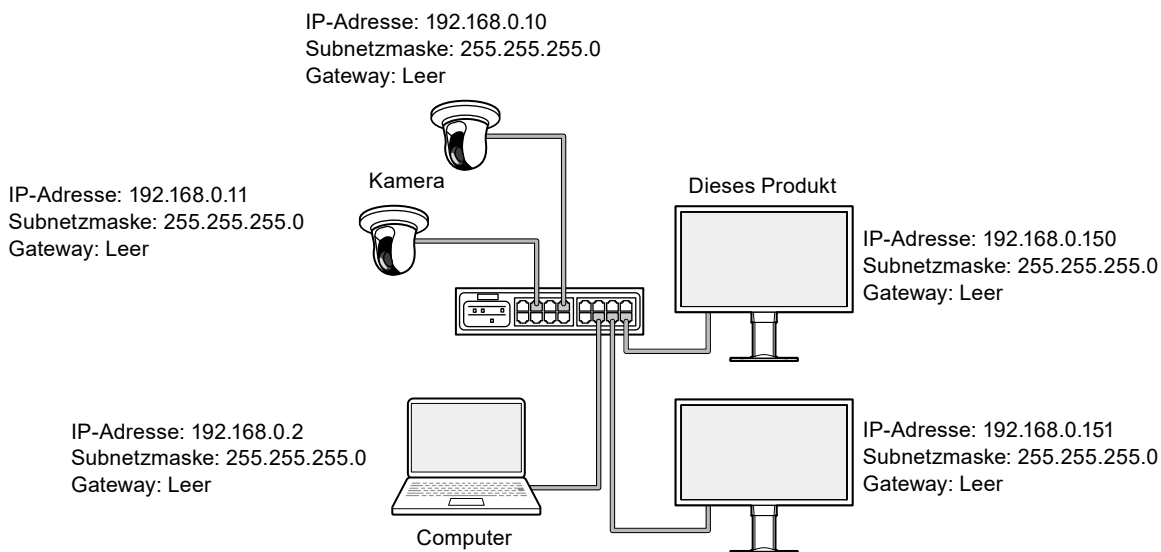 IP-Adresse: 192.168.0.10
Subnetzmaske: 255.255.255.0
Gateway: Leer
Kamera
IP-Adresse: 192.168.0.11
Subnetzmaske: 255.255.255.0
Gateway: Leer
Dieses Produkt
IP-Adresse: 192.168.0.150
Subnetzmaske: 255.255.255.0
Gateway: Leer
IP-Adresse: 192.168.0.2
Subnetzmaske: 255.255.255.0
Gateway: Leer
Computer
IP-Adresse: 192.168.0.151
Subnetzmaske: 255.255.255.0
Gateway: Leer